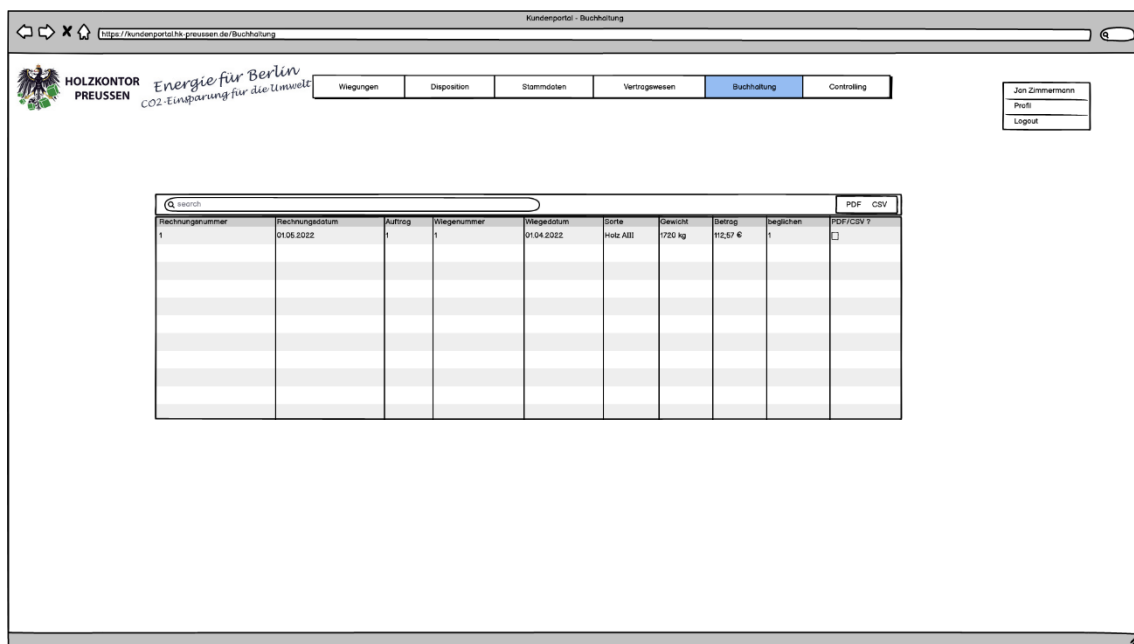 Kundenportal - Buchhaltung
https://kundenportal.hk-preussen.de/Buchhaltung
HOLZKONTOR
PREUSSEN
Energie für Berlin
CO2-Einsparung für die Umwelt
Wiegungen Disposition Stammdaten Vertragswesen Buchhaltung Controlling
Jan Zimmermann
Profil
Logout
search PDF CSV
Rechnungsnummer Rechnungsdatum Auftrag Wiegenummer Wiegedatum Sorte Gewicht Betrag beglichen PDF/CSV ?
1 01.05.2022 1 1 01.04.2022 Holz AIII 1720 kg 112,57 € 1